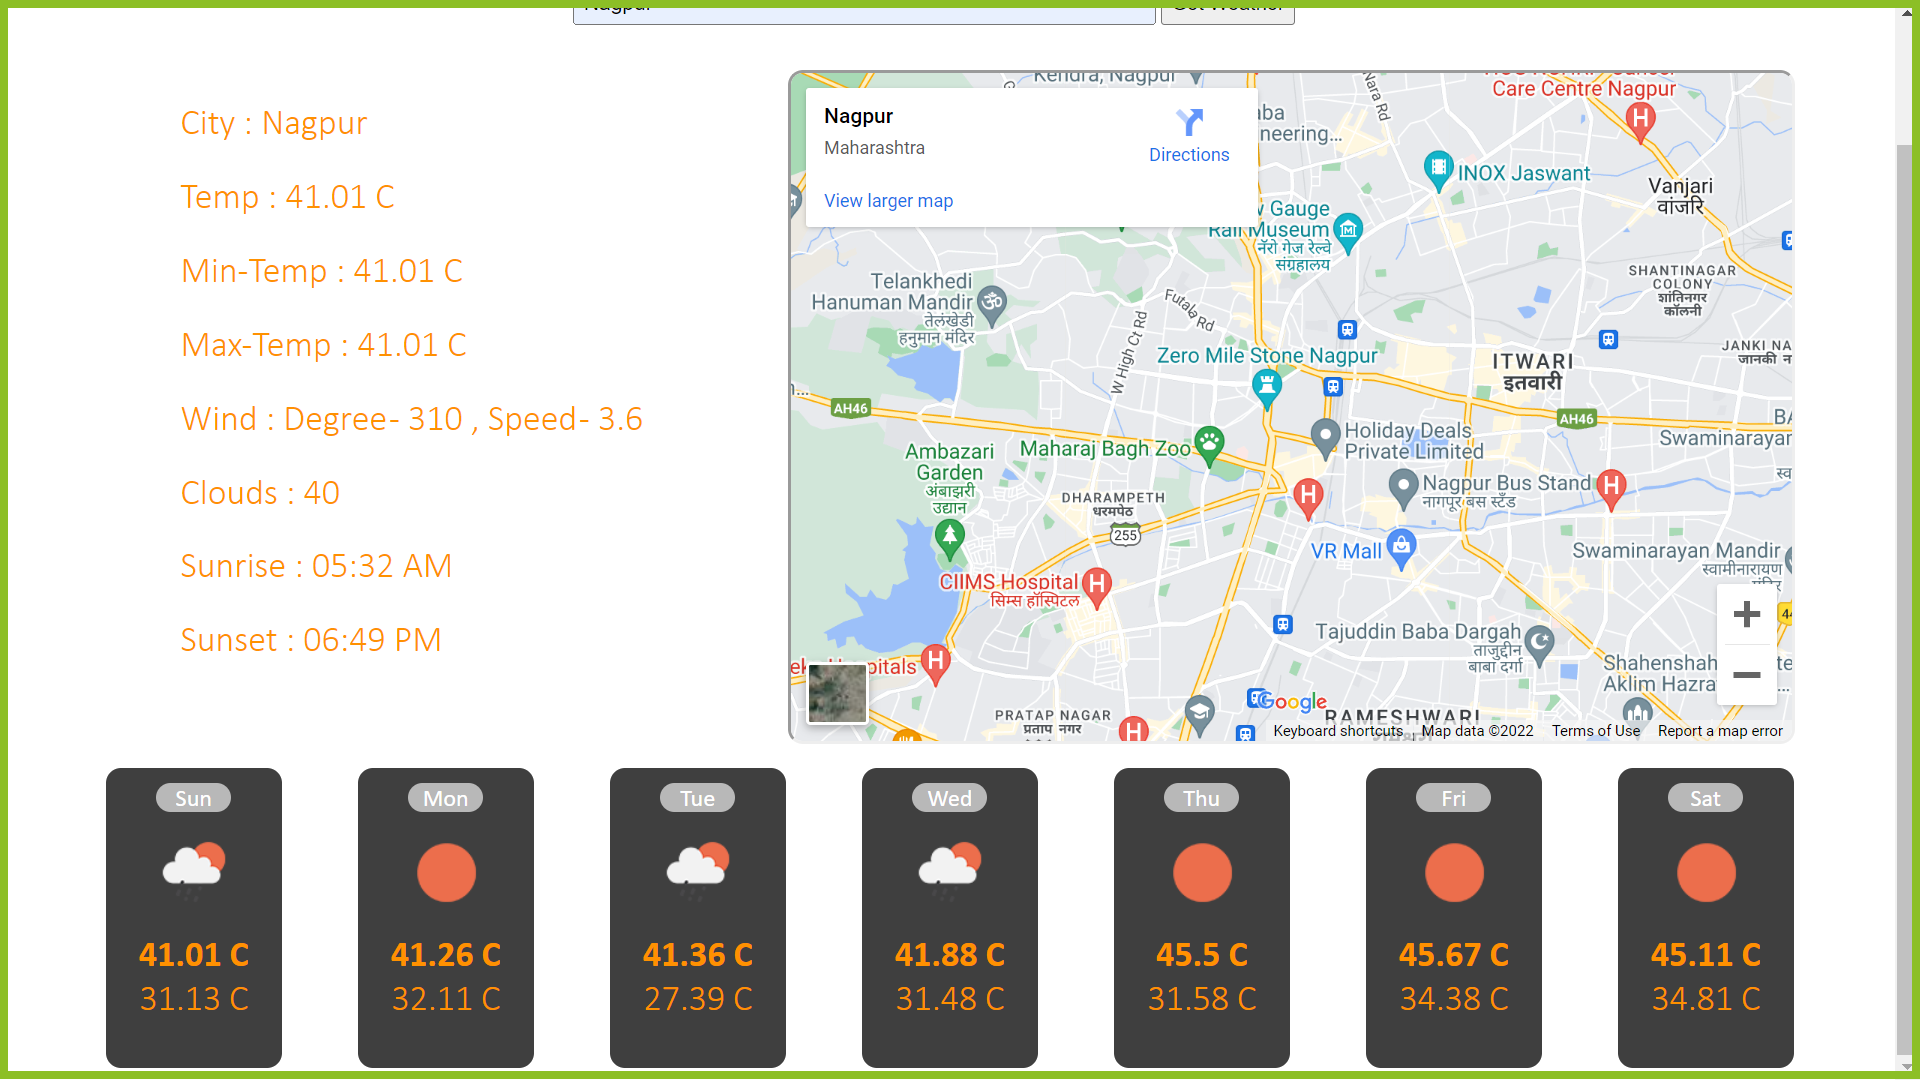 Nagpur
Get Weather
City : Nagpur
Temp : 41.01 C
Min-Temp : 41.01 C
Max-Temp : 41.01 C
Wind : Degree- 310 , Speed- 3.6
Clouds : 40
Sunrise : 05:32 AM
Sunset : 06:49 PM
Nagpur
Maharashtra
Directions
View larger map
Kendra, Nagpur
Nara Rd
Care Centre Nagpur
INOX Jaswant
Vanjari
वांजरि
Gauge
Rail Museum
नॅरो गेज रेल्वे
संग्रहालय
SHANTINAGAR
COLONY
शांतिनगर
कॉलनी
Telankhedi
Hanuman Mandir
तेलंखेडी
हनुमान मंदिर
Futala Rd
W High Ct Rd
Zero Mile Stone Nagpur
ITWARI
इतवारी
JANKI NA
जानकी न
AH46
AH46
Holiday Deals
Private Limited
Swaminarayan
Ambazari
Garden
अंबाझरी
उद्यान
Maharaj Bagh Zoo
Nagpur Bus Stand
नागपूर बस स्टँड
DHARAMPETH
धरमपेठ
255
VR Mall
Swaminarayan Mandir
स्वामीनारायण
मंदिर
CIIMS Hospital
सिम्स हॉस्पिटल
Tajuddin Baba Dargah
ताजुद्दीन
बाबा दर्गा
Shahenshah
Aklim Hazra
PRATAP NAGAR
प्रताप नगर
Google
RAMESHWARI
Keyboard shortcuts
Map data ©2022
Terms of Use
Report a map error
Sun
Mon
Tue
Wed
Thu
Fri
Sat
41.01 C
41.26 C
41.36 C
41.88 C
45.5 C
45.67 C
45.11 C
31.13 C
32.11 C
27.39 C
31.48 C
31.58 C
34.38 C
34.81 C